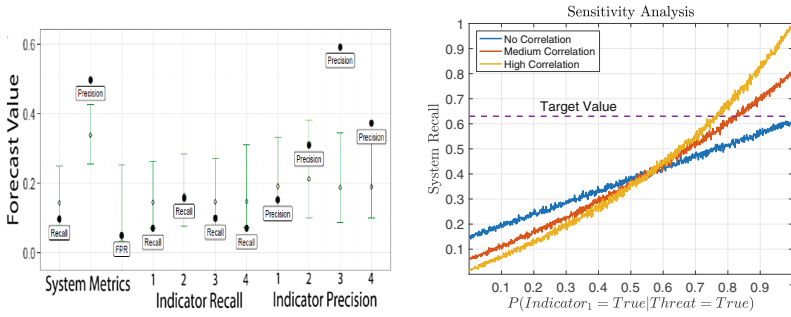 Forecast Value
0.6
0.4
0.2
0.0
Recall
Precision
FPR
Recall
Recall
Recall
Recall
Precision
Precision
Precision
Precision
1 2 3 4 1 2 3 4
System Metrics
Indicator Recall
Indicator Precision
Sensitivity Analysis
No Correlation
Medium Correlation
High Correlation
Target Value
System Recall
1
0.9
0.8
0.7
0.6
0.5
0.4
0.3
0.2
0.1
0.1 0.2 0.3 0.4 0.5 0.6 0.7 0.8 0.9 1
P(Indicator₁ = True|Threat = True)